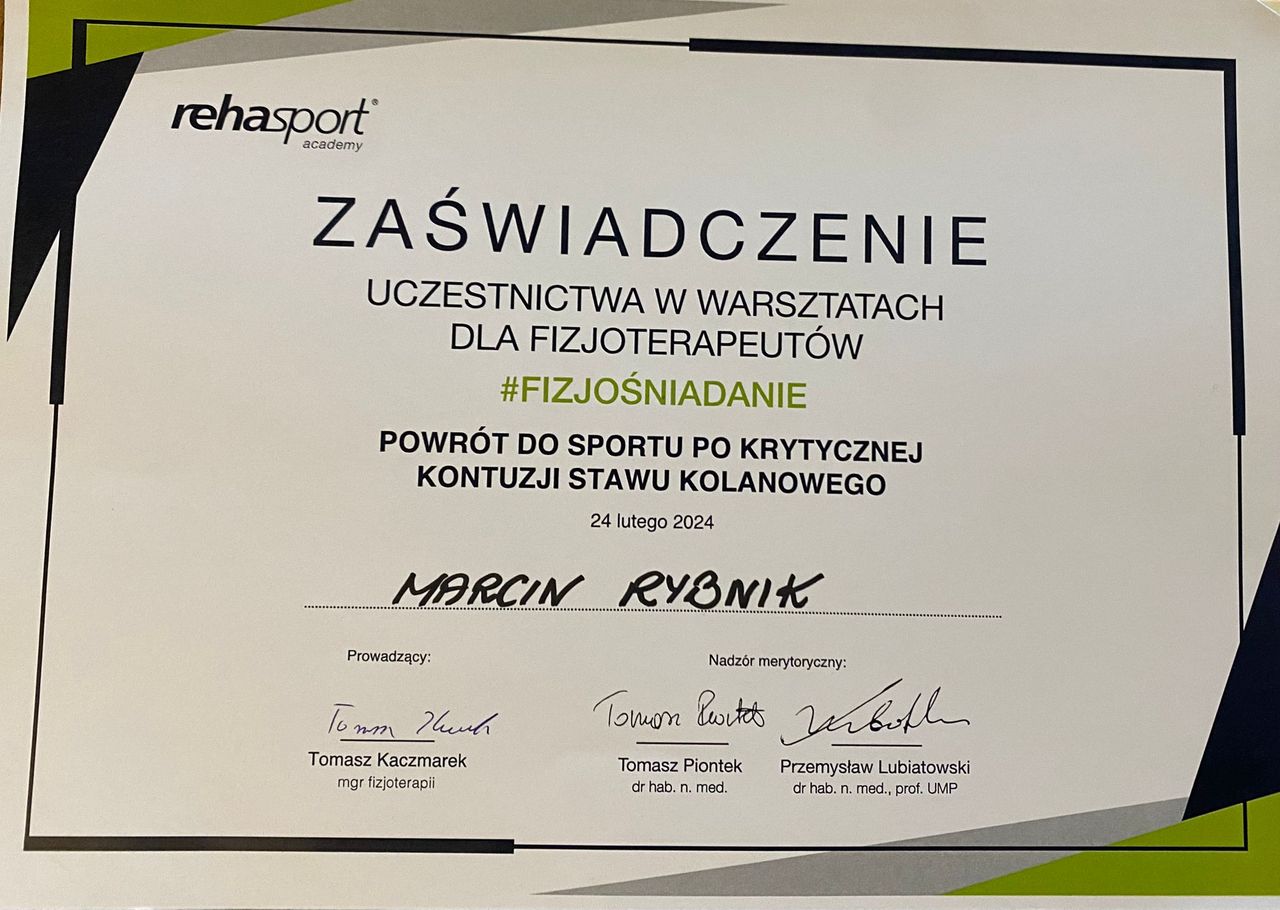 rehasport®
academy
ZAŚWIADCZENIE
UCZESTNICTWA W WARSZTATACH
DLA FIZJOTERAPEUTÓW
#FIZJOŚNIADANIE
POWRÓT DO SPORTU PO KRYTYCZNEJ
KONTUZJI STAWU KOLANOWEGO
24 lutego 2024
MARCIN RYBNIK
Prowadzący:
Nadzór merytoryczny:
Tomasz Kaczmarek
mgr fizjoterapii
Tomasz Piontek
dr hab. n. med.
Przemysław Lubiatowski
dr hab. n. med., prof. UMP